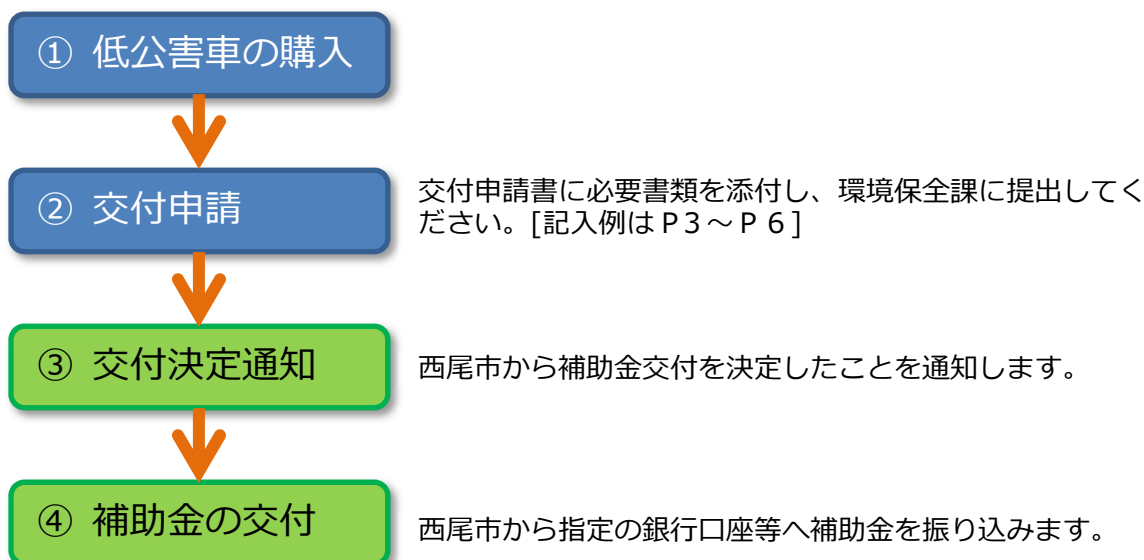 ① 低公害車の購入
② 交付申請
交付申請書に必要書類を添付し、環境保全課に提出してく
ださい。[記入例はＰ3～Ｐ６]
③ 交付決定通知
西尾市から補助金交付を決定したことを通知します。
④ 補助金の交付
西尾市から指定の銀行口座等へ補助金を振り込みます。